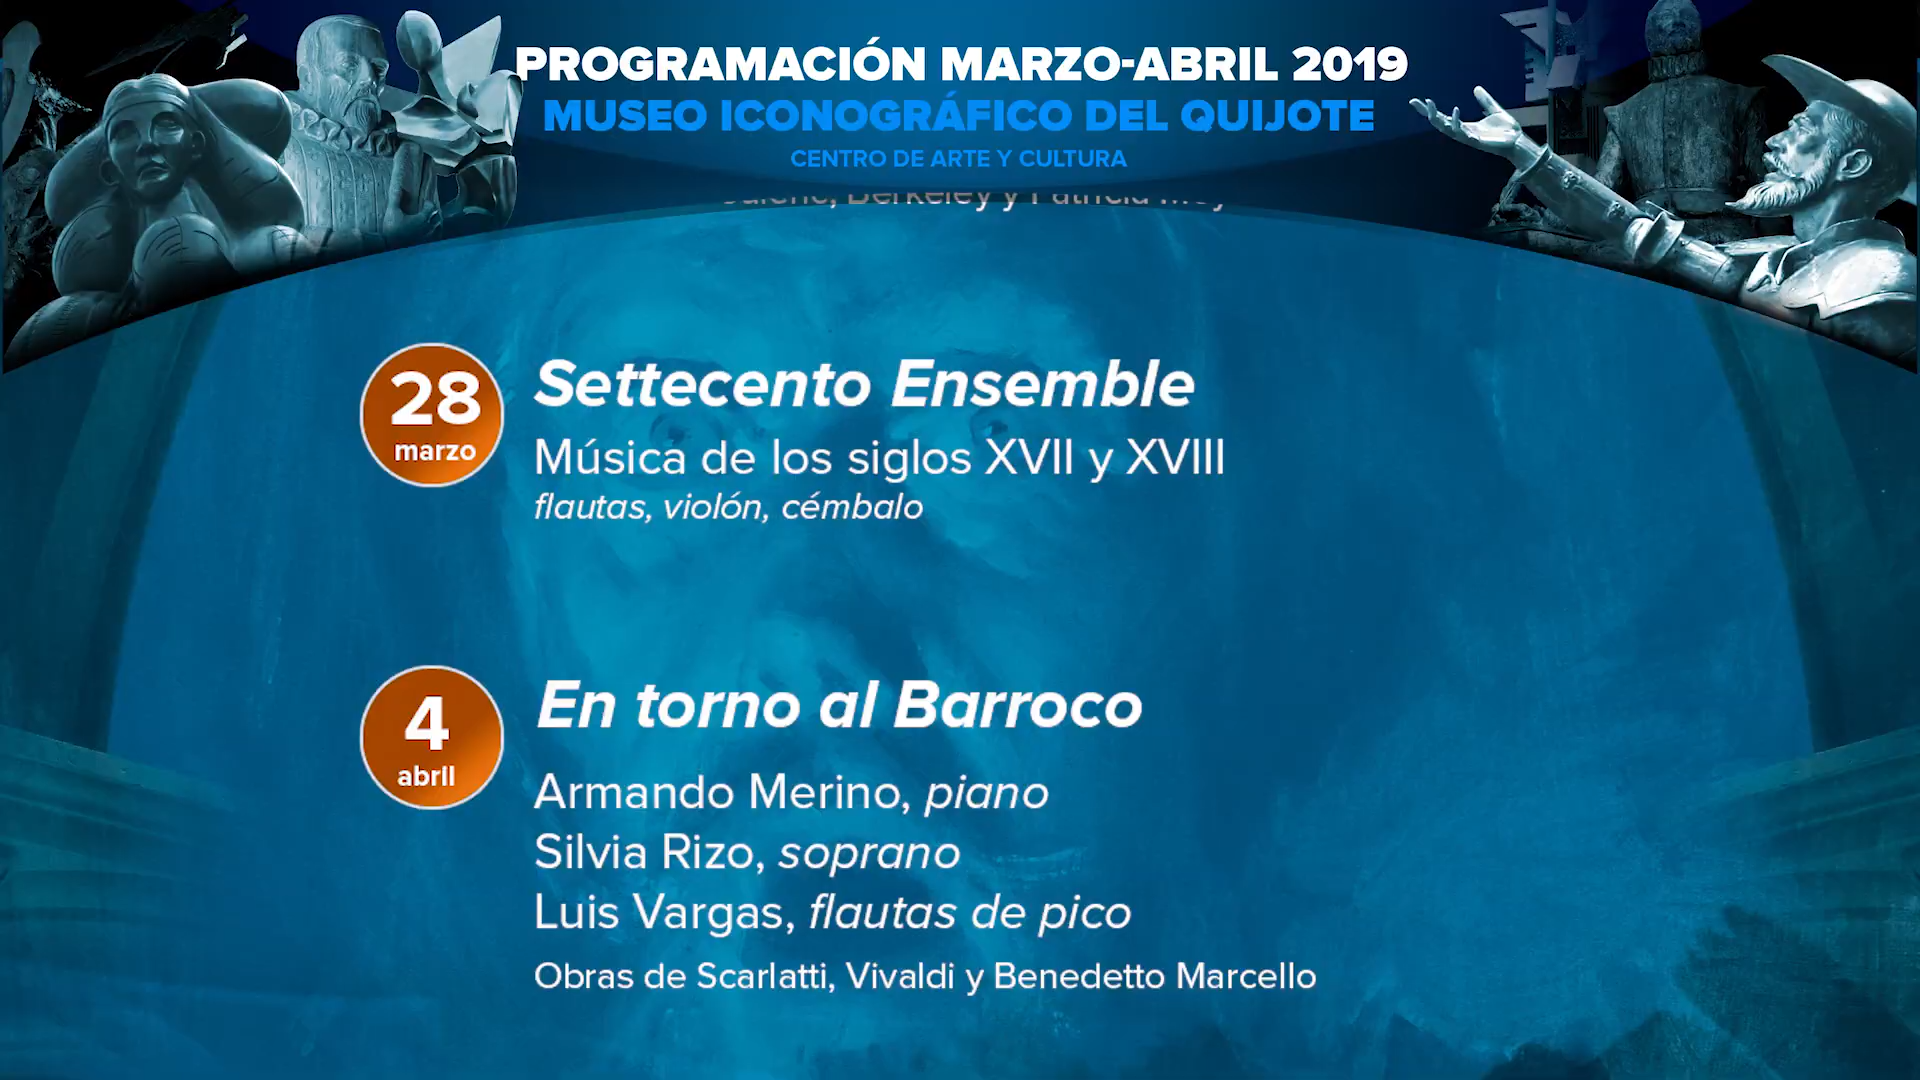 PROGRAMACIÓN MARZO-ABRIL 2019
MUSEO ICONOGRÁFICO DEL QUIJOTE
CENTRO DE ARTE Y CULTURA
Berkeley y Patricia
28
marzo
Settecento Ensemble
Música de los siglos XVII y XVIII
flautas, violón, cémbalo
4
abril
En torno al Barroco
Armando Merino, piano
Silvia Rizo, soprano
Luis Vargas, flautas de pico
Obras de Scarlatti, Vivaldi y Benedetto Marcello